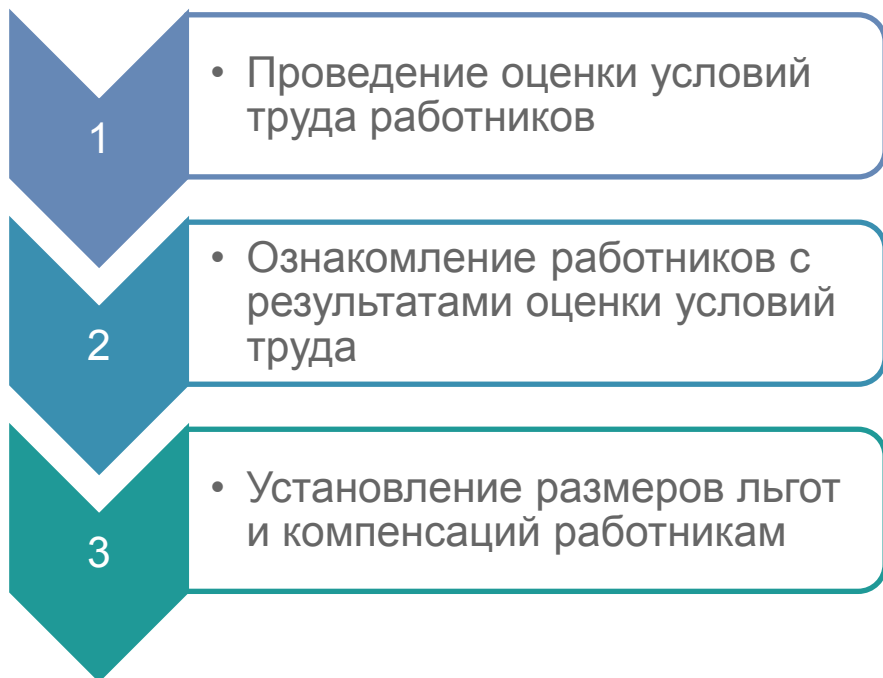 1
• Проведение оценки условий
труда работников
2
• Ознакомление работников с
результатами оценки условий
труда
3
• Установление размеров льгот
и компенсаций работникам